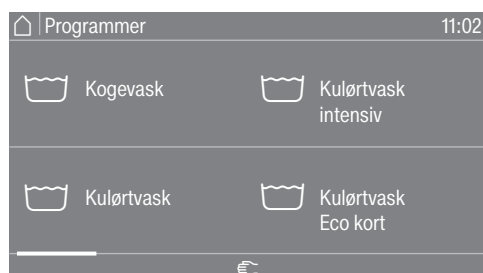 Programmer 11:02
Kogevask
Kulørtvask
intensiv
Kulørtvask
Kulørtvask
Eco kort